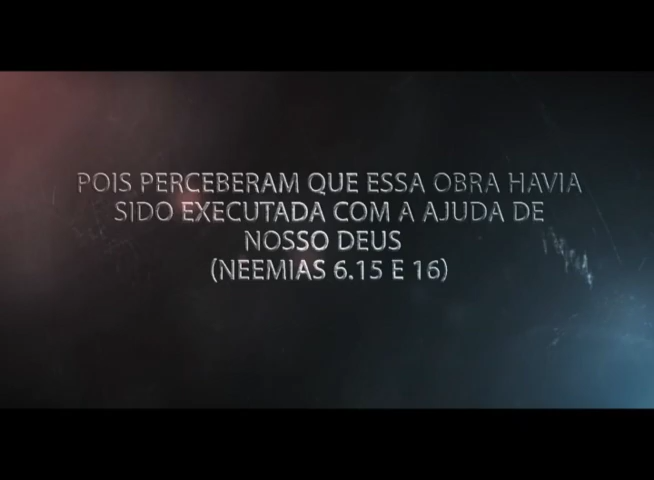 POIS PERCEBERAM QUE ESSA OBRA HAVIA
SIDO EXECUTADA COM A AJUDA DE
NOSSO DEUS
(NEEMIAS 6.15 E 16)